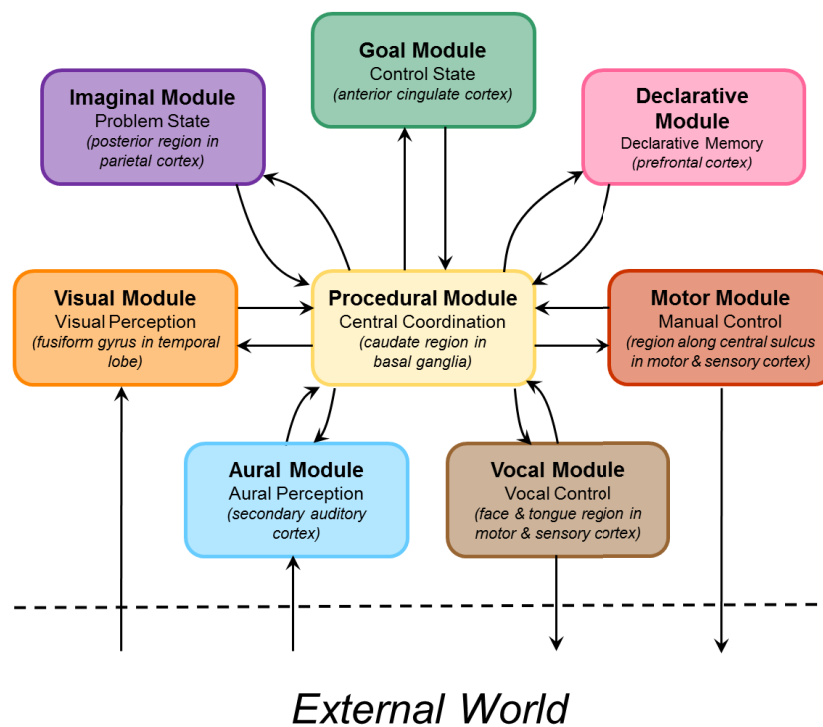 Goal Module
Control State
(anterior cingulate cortex)
Imaginal Module
Problem State
(posterior region in
parietal cortex)
Declarative
Module
Declarative Memory
(prefrontal cortex)
Visual Module
Visual Perception
(fusiform gyrus in temporal
lobe)
Procedural Module
Central Coordination
(caudate region in
basal ganglia)
Motor Module
Manual Control
(region along central sulcus
in motor & sensory cortex)
Aural Module
Aural Perception
(secondary auditory
cortex)
Vocal Module
Vocal Control
(face & tongue region in
motor & sensory cortex)
External World